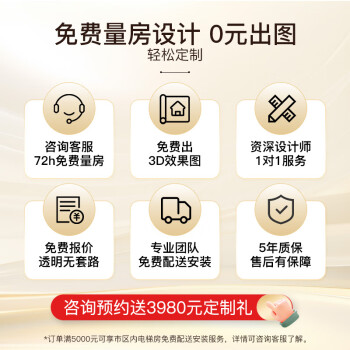 免费量房设计 0元出图
轻松定制
咨询客服
72h免费量房
免费出
3D效果图
资深设计师
1对1服务
免费报价
透明无套路
专业团队
免费配送安装
5年质保
售后有保障
咨询预约送3980元定制礼
*订单满5000元可享市区内电梯房免费配送安装服务，详情可咨询客服了解。